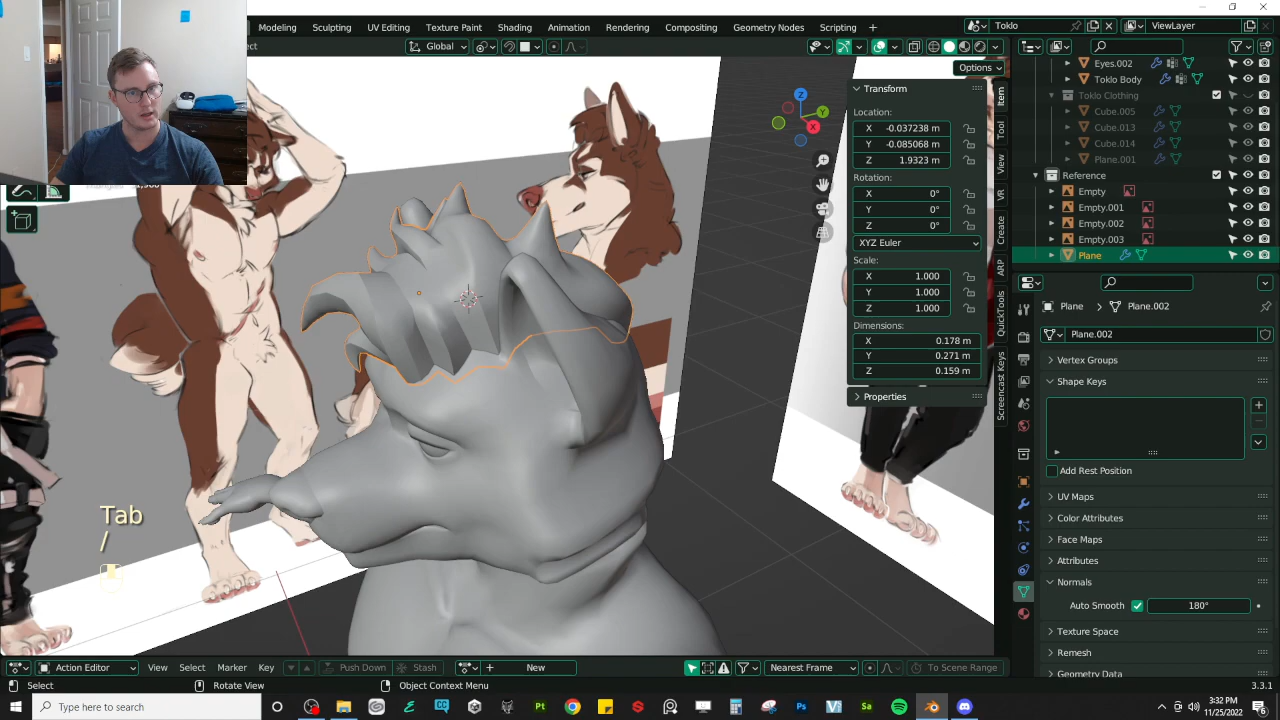 Modeling Sculpting UV Editing Texture Paint Shading Animation Rendering Compositing Geometry Nodes Scripting + Toklo ViewLayer
Global
Options
Transform
Location:
X -0.037238 m
Y -0.085068 m
Z 1.9323 m
Rotation:
X 0°
Y 0°
Z 0°
XYZ Euler
Scale:
X 1.000
Y 1.000
Z 1.000
Dimensions:
X 0.178 m
Y 0.271 m
Z 0.159 m
Properties
Item
Tool
View
VR
Create
ARP
QuickTools
Screencast Keys
Z
Y
X
Tab
/
Eyes.002
Toklo Body
Toklo Clothing
Cube.005
Cube.013
Cube.014
Plane.001
Reference
Empty
Empty.001
Empty.002
Empty.003
Plane
Plane > Plane.002
Plane.002
Vertex Groups
Shape Keys
Add Rest Position
UV Maps
Color Attributes
Face Maps
Attributes
Normals
Auto Smooth 180°
Texture Space
Remesh
Geometry Data
Action Editor View Select Marker Key Push Down Stash New Nearest Frame To Scene Range
Select Rotate View Object Context Menu 3.3.1
Type here to search
3:32 PM
11/25/2022